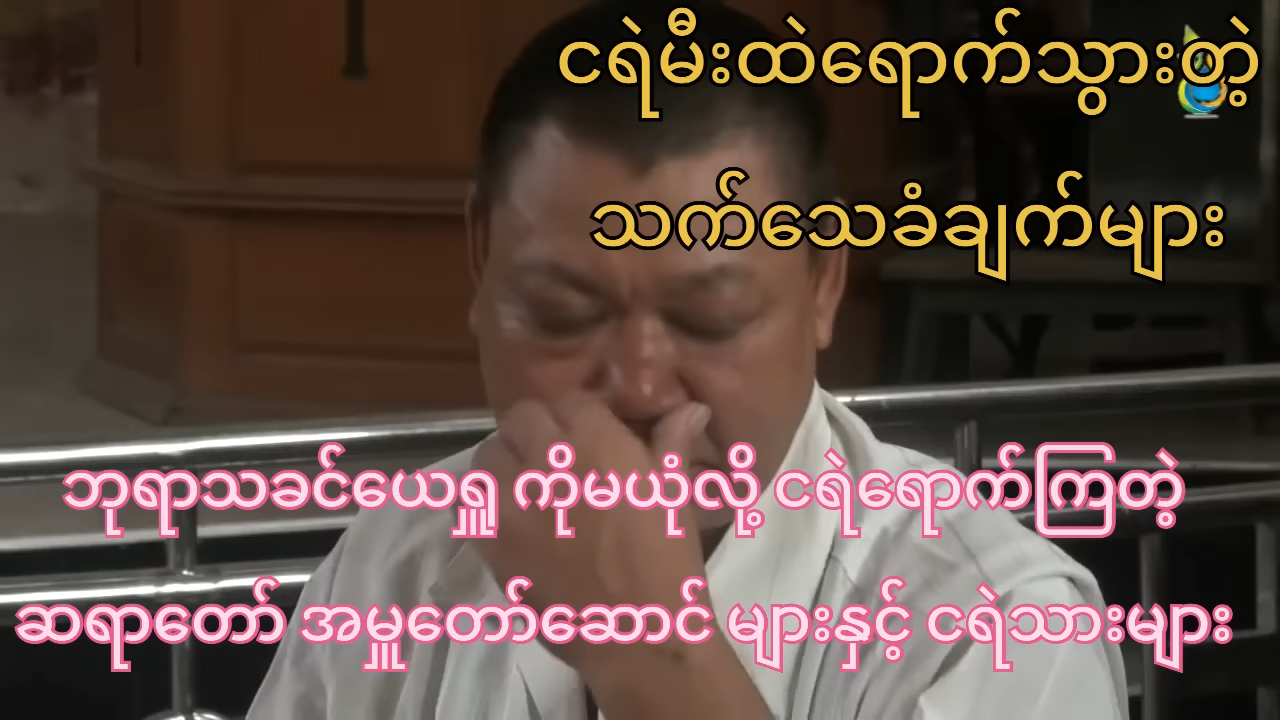 ငရဲမီးထဲရောက်သွားတဲ့
သက်သေခံချက်များ
ဘုရာသခင်ယေရှူ ကိုမယုံလို့ ငရဲရောက်ကြတဲ့
ဆရာတော် အမှူတော်ဆောင် များနှင့် ငရဲသားများ